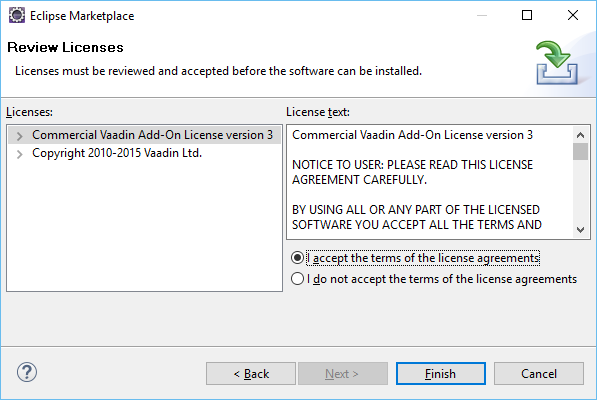 Eclipse Marketplace
Review Licenses
Licenses must be reviewed and accepted before the software can be installed.
Licenses:
Commercial Vaadin Add-On License version 3
Copyright 2010-2015 Vaadin Ltd.
License text:
Commercial Vaadin Add-On License version 3
NOTICE TO USER: PLEASE READ THIS LICENSE
AGREEMENT CAREFULLY.
BY USING ALL OR ANY PART OF THE LICENSED
SOFTWARE YOU ACCEPT ALL THE TERMS AND
I accept the terms of the license agreements
I do not accept the terms of the license agreements
?
< Back
Next >
Finish
Cancel